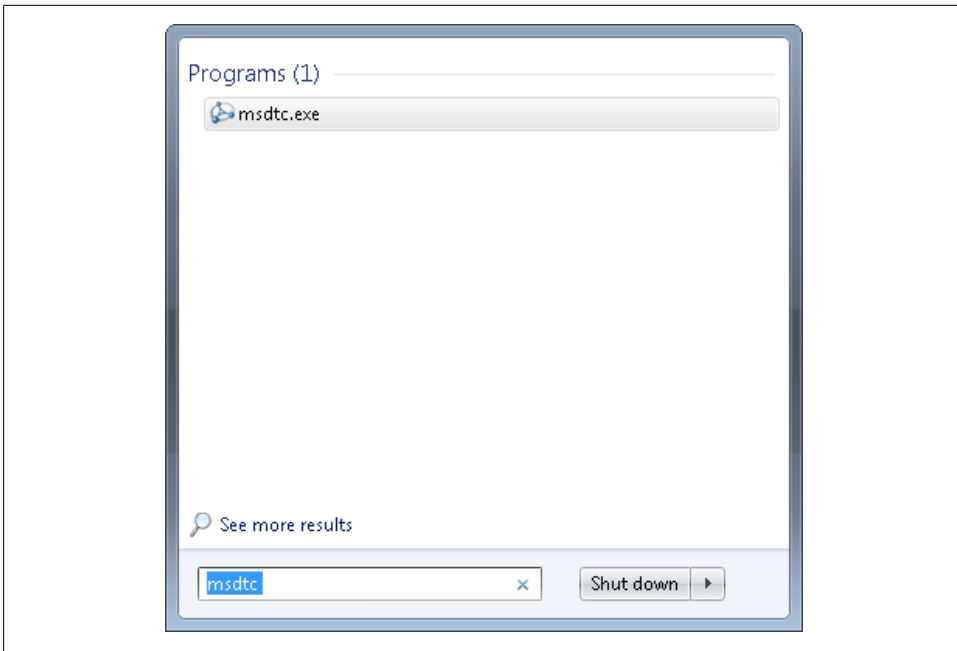 Programs (1)
msdtc.exe
See more results
msdtc
Shut down